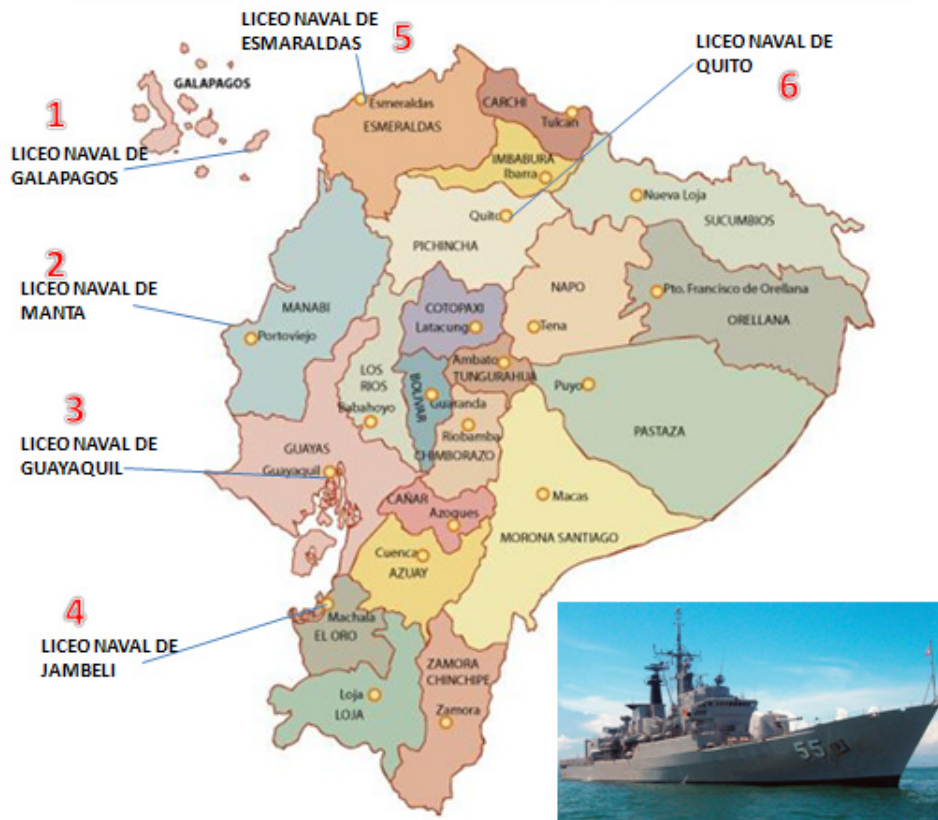 LICEO NAVAL DE
ESMARALDAS
5
LICEO NAVAL DE
QUITO
6
GALAPAGOS
1
LICEO NAVAL DE
GALAPAGOS
Esmeraldas
ESMERALDAS
CARCHI
Tulcan
IMBABURA
Ibarra
Nueva Loja
SUCUMBIOS
Quito
PICHINCHA
2
LICEO NAVAL DE
MANTA
MANABI
Portoviejo
COTOPAXI
Latacung
NAPO
Tena
Pto. Francisco de Orellana
ORELLANA
LOS
RIOS
Babahoyo
BOLIVAR
Guaranda
Ambato
TUNGURAHUA
Puyo
PASTAZA
3
LICEO NAVAL DE
GUAYAQUIL
GUAYAS
Guayaquil
Riobamba
CHIMBORAZO
CAÑAR
Azogues
Macas
MORONA SANTIAGO
Cuenca
AZUAY
4
LICEO NAVAL DE
JAMBELI
Machala
EL ORO
Loja
LOJA
ZAMORA
CHINCHIPE
Zamora
55